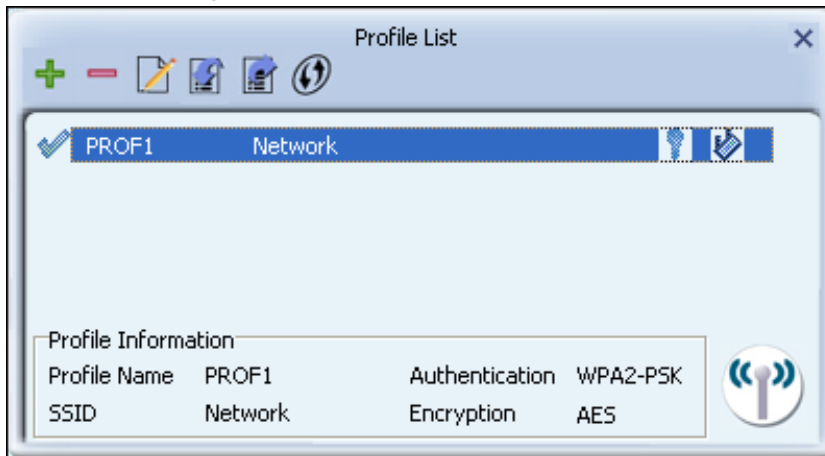 Profile List
PROF1 Network
Profile Information
Profile Name PROF1 Authentication WPA2-PSK
SSID Network Encryption AES